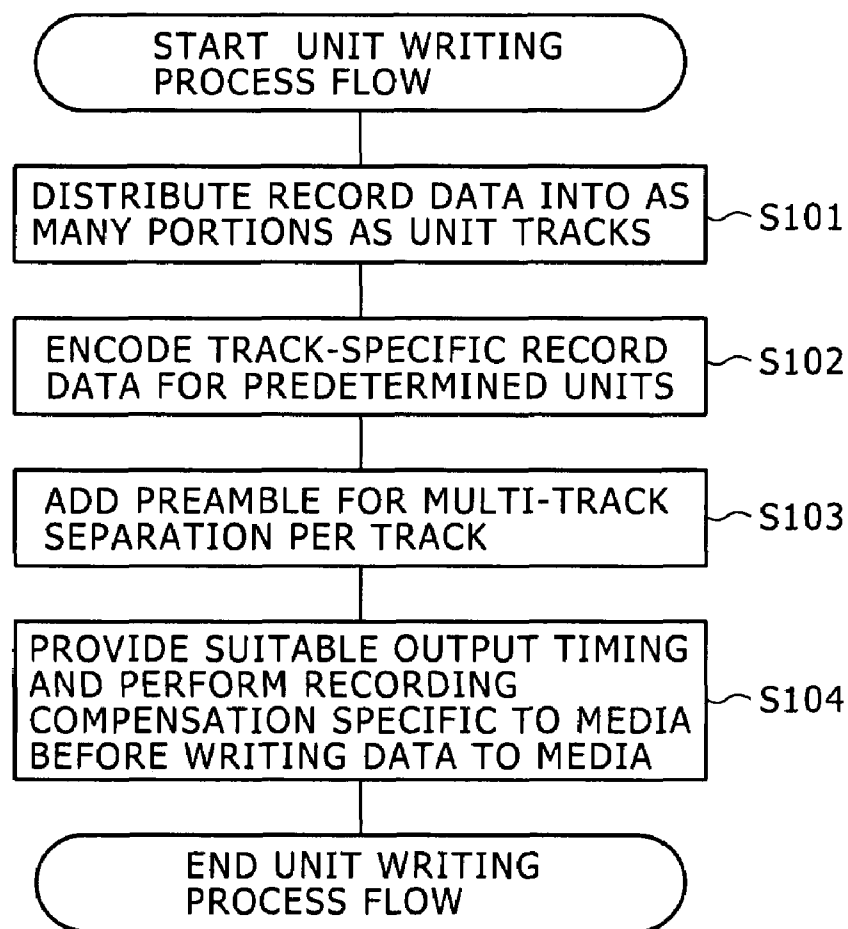 START UNIT WRITING
PROCESS FLOW
DISTRIBUTE RECORD DATA INTO AS
MANY PORTIONS AS UNIT TRACKS
S101
ENCODE TRACK-SPECIFIC RECORD
DATA FOR PREDETERMINED UNITS
S102
ADD PREAMBLE FOR MULTI-TRACK
SEPARATION PER TRACK
S103
PROVIDE SUITABLE OUTPUT TIMING
AND PERFORM RECORDING
COMPENSATION SPECIFIC TO MEDIA
BEFORE WRITING DATA TO MEDIA
S104
END UNIT WRITING
PROCESS FLOW